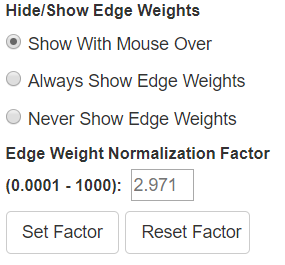 Hide/Show Edge Weights
Show With Mouse Over
Always Show Edge Weights
Never Show Edge Weights
Edge Weight Normalization Factor
(0.0001 - 1000): 2.971
Set Factor Reset Factor